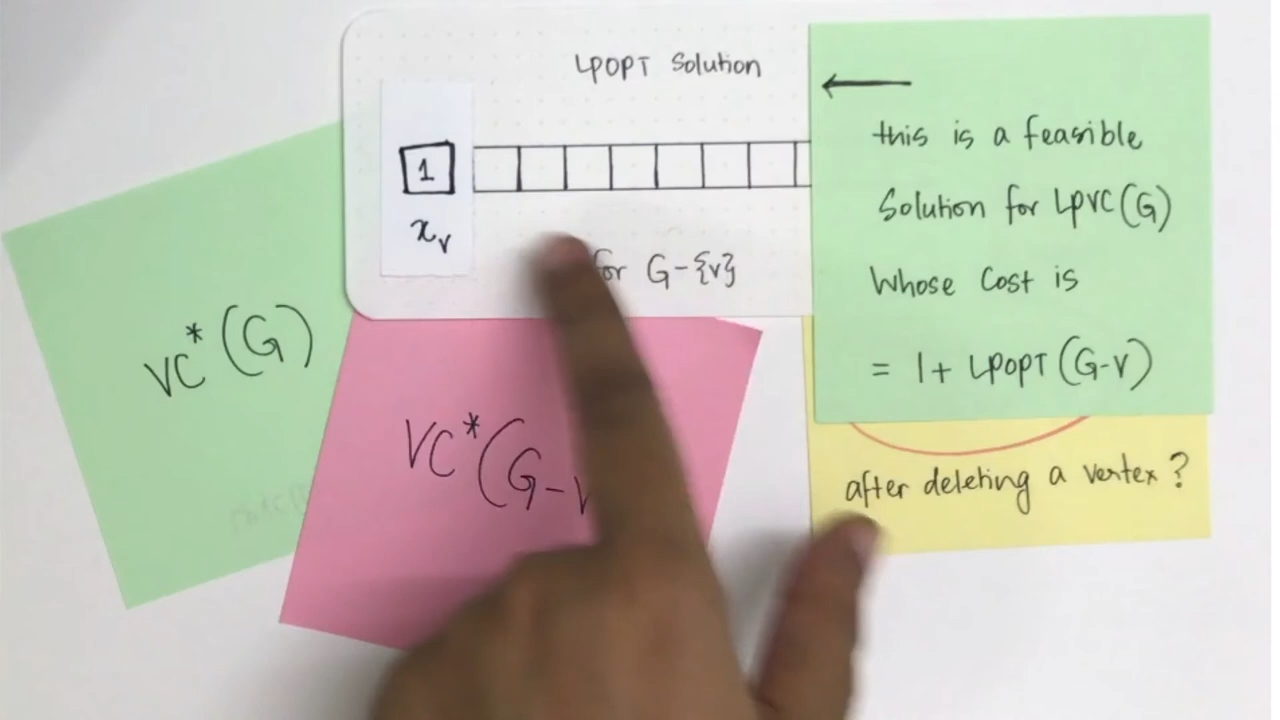 LPOPT Solution
1
x_v
for G-{v}
this is a feasible
Solution for LPVC(G)
Whose Cost is
= 1 + LPOPT(G-v)
VC*(G)
VC*(G-v
after deleting a vertex?